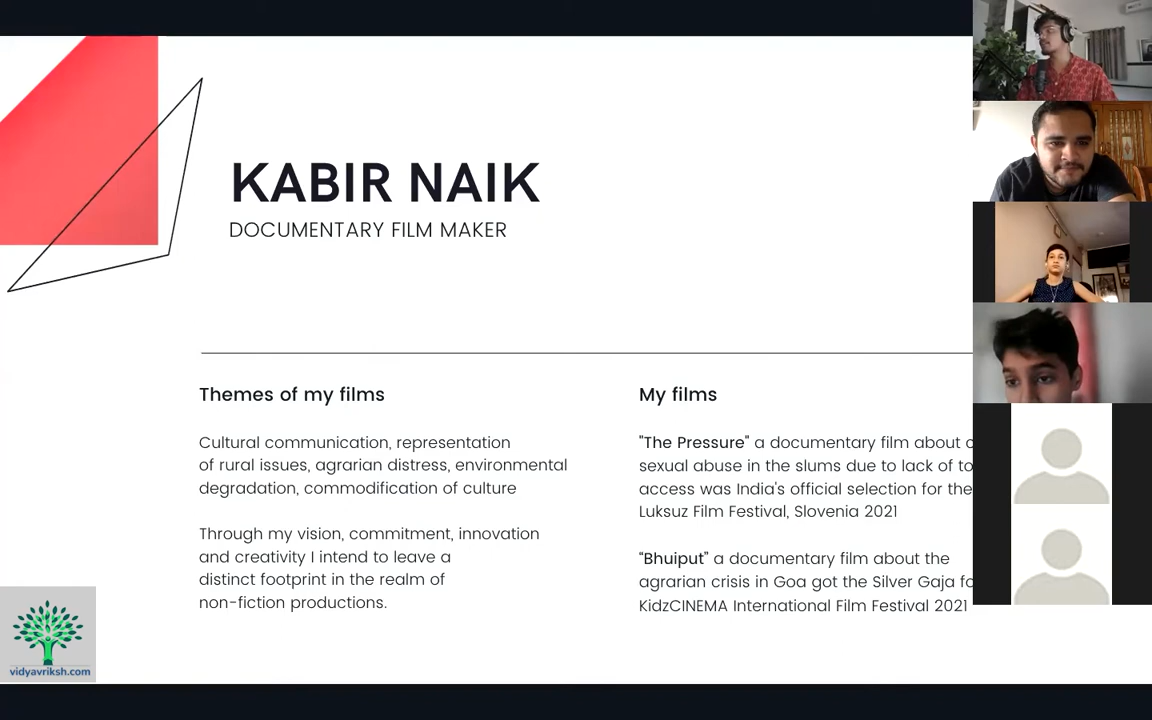 KABIR NAIK
DOCUMENTARY FILM MAKER
Themes of my films
Cultural communication, representation
of rural issues, agrarian distress, environmental
degradation, commodification of culture
Through my vision, commitment, innovation
and creativity I intend to leave a
distinct footprint in the realm of
non-fiction productions.
My films
"The Pressure" a documentary film about
sexual abuse in the slums due to lack of
access was India's official selection for the
Luksuz Film Festival, Slovenia 2021
"Bhuiput" a documentary film about the
agrarian crisis in Goa got the Silver Gaja
KidzCINEMA International Film Festival 2021
vidyavriksh.com